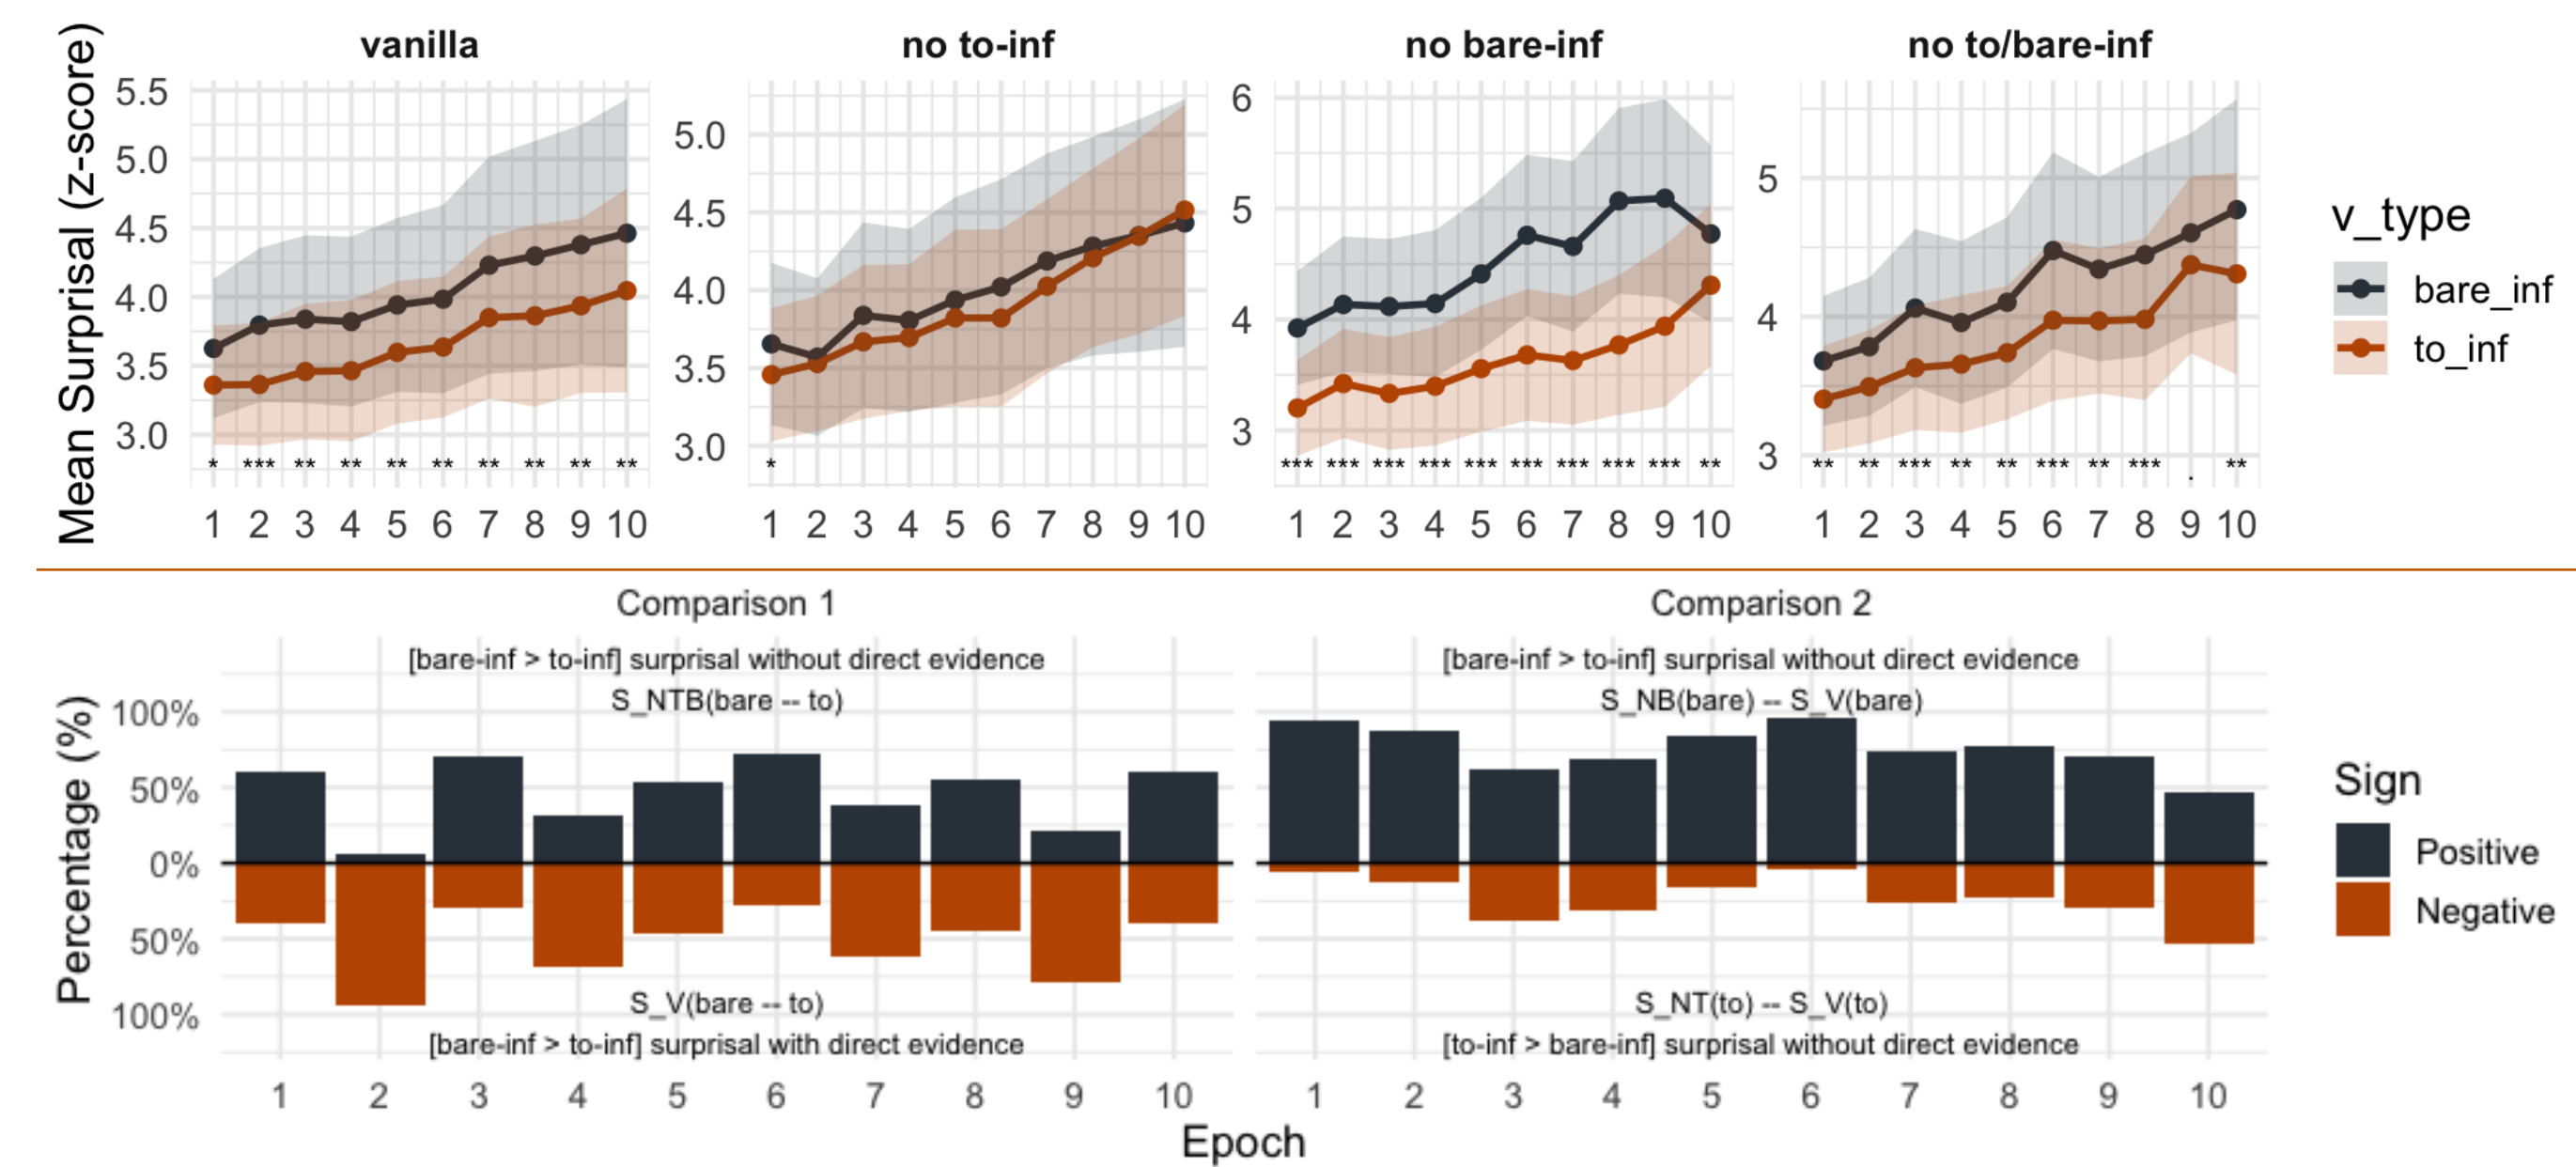 Mean Surprisal (z-score)
vanilla
5.5
5.0
4.5
4.0
3.5
3.0
* *** ** ** ** ** ** ** ** **
1 2 3 4 5 6 7 8 9 10
no to-inf
5.0
4.5
4.0
3.5
3.0
*
1 2 3 4 5 6 7 8 9 10
no bare-inf
6
5
4
3
*** *** *** *** *** *** *** *** *** **
1 2 3 4 5 6 7 8 9 10
no to/bare-inf
5
4
3
** ** *** ** ** *** ** *** . **
1 2 3 4 5 6 7 8 9 10
v_type
bare_inf
to_inf
Percentage (%)
100%
50%
0%
50%
100%
Comparison 1
[bare-inf > to-inf] surprisal without direct evidence
S_NTB(bare -- to)
S_V(bare -- to)
[bare-inf > to-inf] surprisal with direct evidence
1 2 3 4 5 6 7 8 9 10
Comparison 2
[bare-inf > to-inf] surprisal without direct evidence
S_NB(bare) -- S_V(bare)
S_NT(to) -- S_V(to)
[to-inf > bare-inf] surprisal without direct evidence
1 2 3 4 5 6 7 8 9 10
Epoch
Sign
Positive
Negative